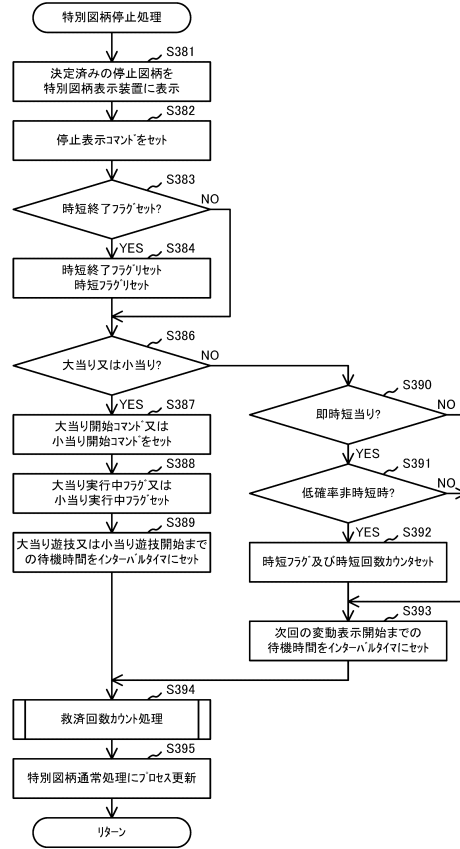 特別図柄停止処理
S381
決定済みの停止図柄を
特別図柄表示装置に表示
S382
停止表示コマンドをセット
S383
時短終了フラグセット?
NO
YES
S384
時短終了フラグリセット
時短フラグリセット
S386
大当り又は小当り?
NO
YES
S387
大当り開始コマンド又は
小当り開始コマンドをセット
S388
大当り実行中フラグ又は
小当り実行中フラグセット
S389
大当り遊技又は小当り遊技開始まで
の待機時間をインターバルタイマにセット
S390
即時短当り?
NO
YES
S391
低確率非時短時?
NO
YES
S392
時短フラグ及び時短回数カウンタセット
S393
次回の変動表示開始までの
待機時間をインターバルタイマにセット
S394
救済回数カウント処理
S395
特別図柄通常処理にプロセス更新
リターン